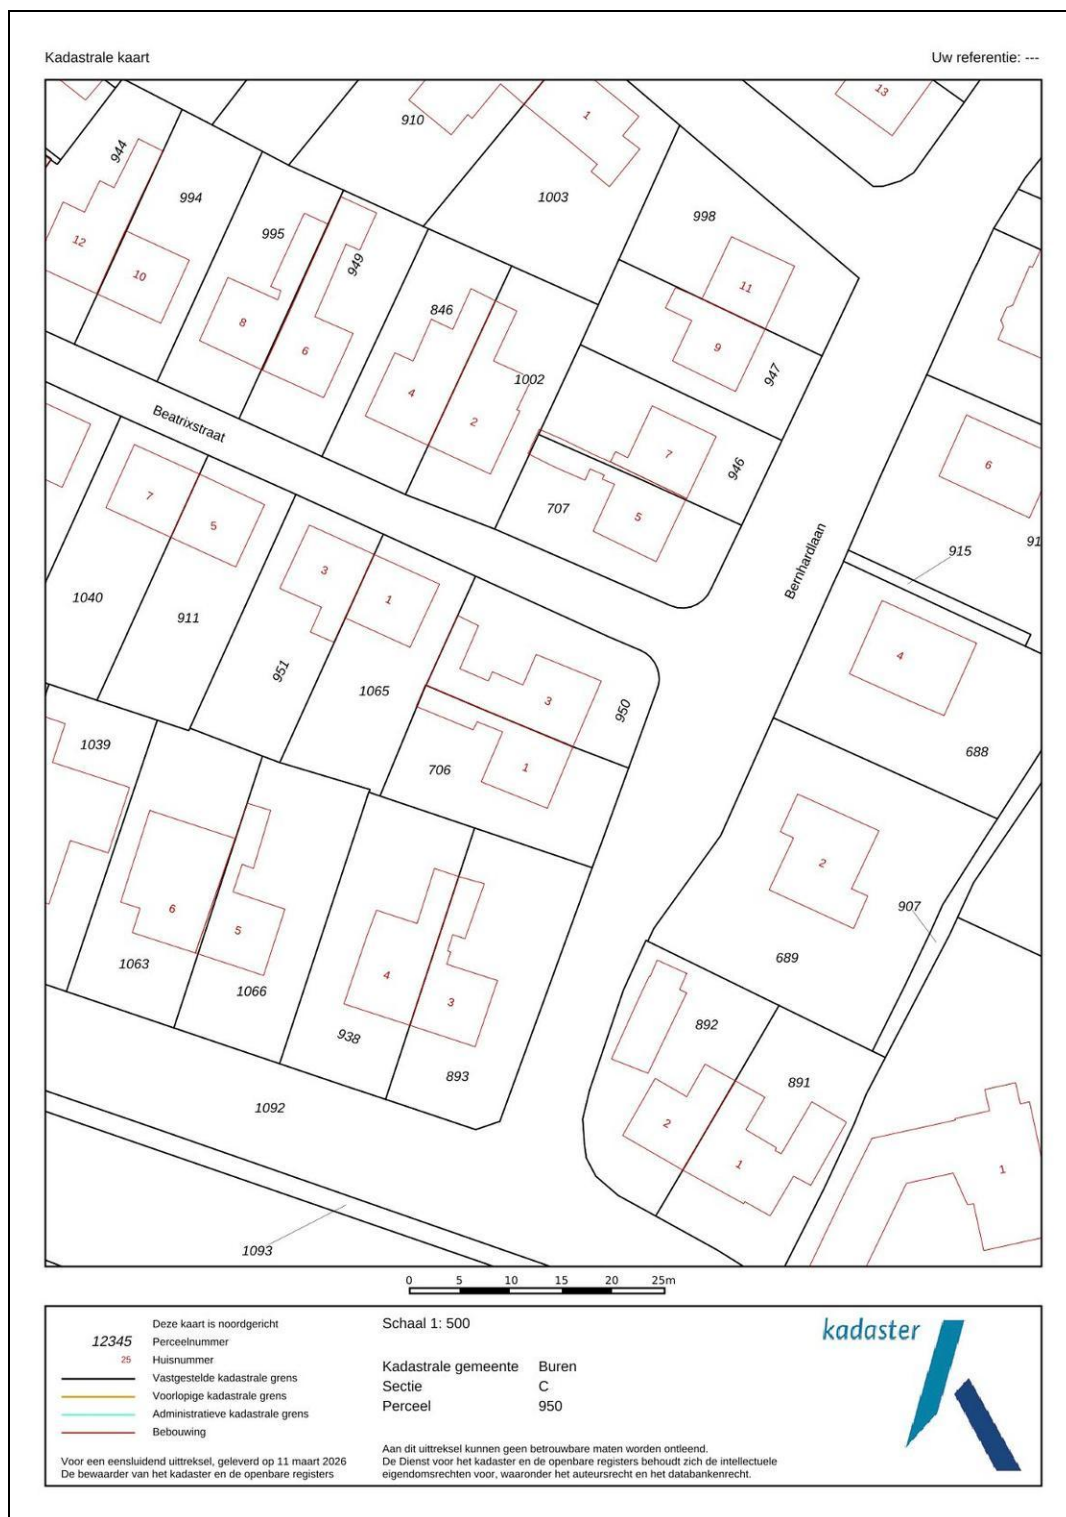 Kadastrale kaart
Uw referentie: ---
13
910
1
944
994
1003
998
995
12
949
10
11
846
8
6
9
947
1002
4
2
Beatrixstraat
7
946
6
707
5
7
5
Bernhardlaan
91
915
3
1
1040
911
4
951
1065
3
950
1039
706
1
688
2
907
6
5
1063
689
4
1066
3
892
938
893
891
1092
2
1
1
1093
0 5 10 15 20 25m
Deze kaart is noordgericht
12345 Perceelnummer
25 Huisnummer
Vastgestelde kadastrale grens
Voorlopige kadastrale grens
Administratieve kadastrale grens
Bebouwing
Voor een eensluidend uittreksel, geleverd op 11 maart 2026
De bewaarder van het kadaster en de openbare registers
Schaal 1: 500
Kadastrale gemeente Buren
Sectie C
Perceel 950
Aan dit uittreksel kunnen geen betrouwbare maten worden ontleend.
De Dienst voor het kadaster en de openbare registers behoudt zich de intellectuele
eigendomsrechten voor, waaronder het auteursrecht en het databankenrecht.
kadaster